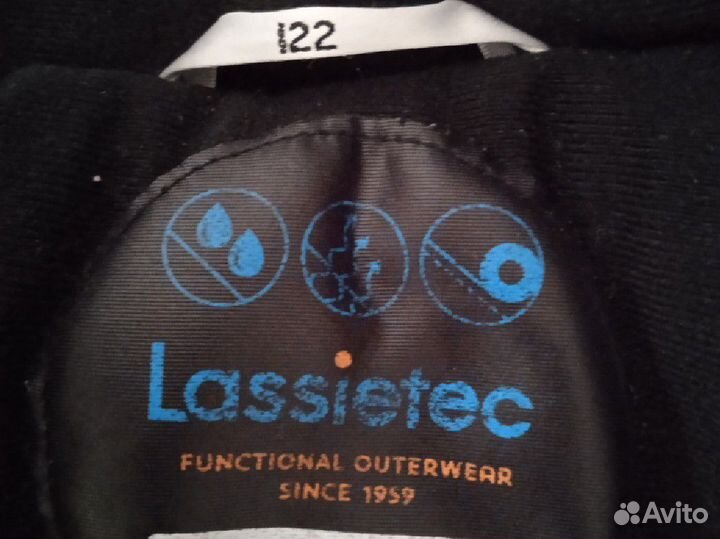 122
Lassietec
FUNCTIONAL OUTERWEAR
SINCE 1959
Avito